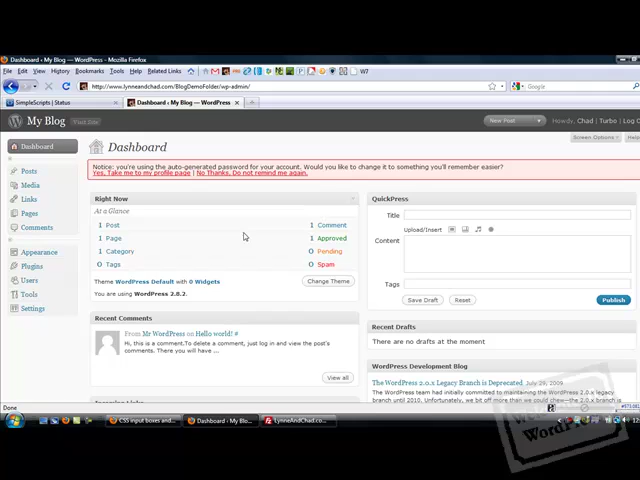 Dashboard ‹ My Blog — WordPress - Mozilla Firefox
File Edit View History Bookmarks Tools Help Related Links W7
http://www.lynneandchad.com/BlogDemoFolder/wp-admin/ Google
SimpleScripts | Status Dashboard ‹ My Blog — WordPress
My Blog Visit Site New Post Howdy, Chad | Turbo | Log O
Screen Options Help
Dashboard
Notice: you're using the auto-generated password for your account. Would you like to change it to something you'll remember easier?
Yes, Take me to my profile page | No Thanks, Do not remind me again.
Dashboard
Posts
Media
Links
Pages
Comments
Appearance
Plugins
Users
Tools
Settings
Right Now
At a Glance
1 Post 1 Comment
1 Page 1 Approved
1 Category 0 Pending
0 Tags 0 Spam
Theme WordPress Default with 0 Widgets Change Theme
You are using WordPress 2.8.2.
Recent Comments
From Mr WordPress on Hello world! #
Hi, this is a comment.To delete a comment, just log in and view the post's
comments. There you will have ...
View all
QuickPress
Title
Upload/Insert
Content
Tags
Save Draft Reset Publish
Recent Drafts
There are no drafts at the moment
WordPress Development Blog
The WordPress 2.0.x Legacy Branch is Deprecated July 29, 2009
The WordPress team had initially committed to maintaining the WordPress 2.0.x
legacy branch until 2010. Unfortunately, we bit off more than we could chew—the 2.0.x
Done
CSS input boxes and... Dashboard ‹ My Blo... LynneAndChad.co...
WordPress